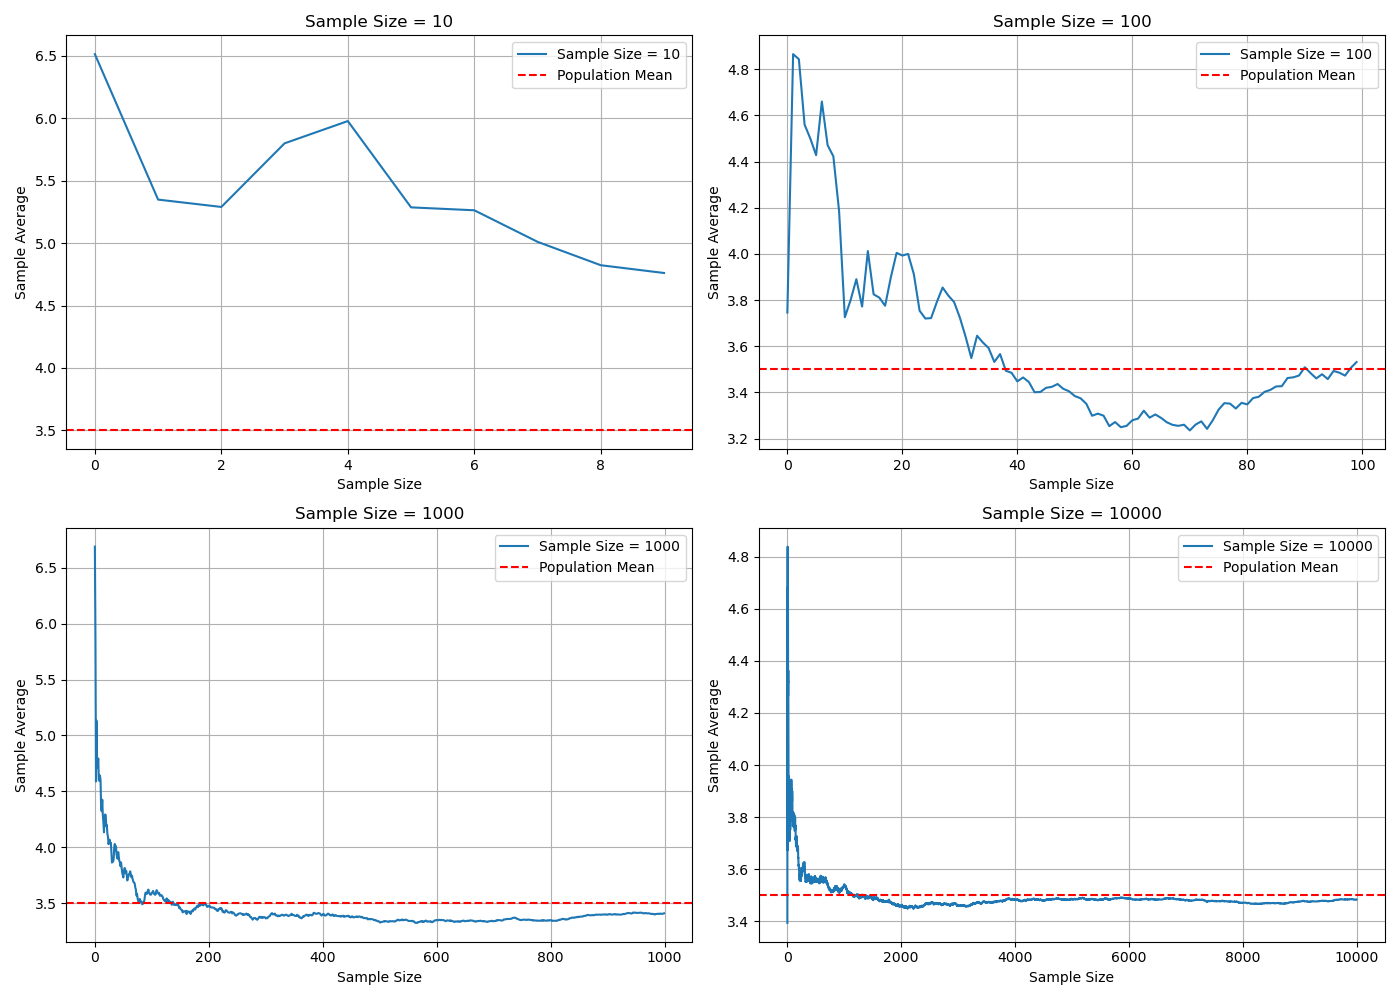 Sample Size = 10
Sample Size = 10
Population Mean
Sample Average
6.5
6.0
5.5
5.0
4.5
4.0
3.5
0 2 4 6 8
Sample Size
Sample Size = 100
Sample Size = 100
Population Mean
Sample Average
4.8
4.6
4.4
4.2
4.0
3.8
3.6
3.4
3.2
0 20 40 60 80 100
Sample Size
Sample Size = 1000
Sample Size = 1000
Population Mean
Sample Average
6.5
6.0
5.5
5.0
4.5
4.0
3.5
0 200 400 600 800 1000
Sample Size
Sample Size = 10000
Sample Size = 10000
Population Mean
Sample Average
4.8
4.6
4.4
4.2
4.0
3.8
3.6
3.4
0 2000 4000 6000 8000 10000
Sample Size